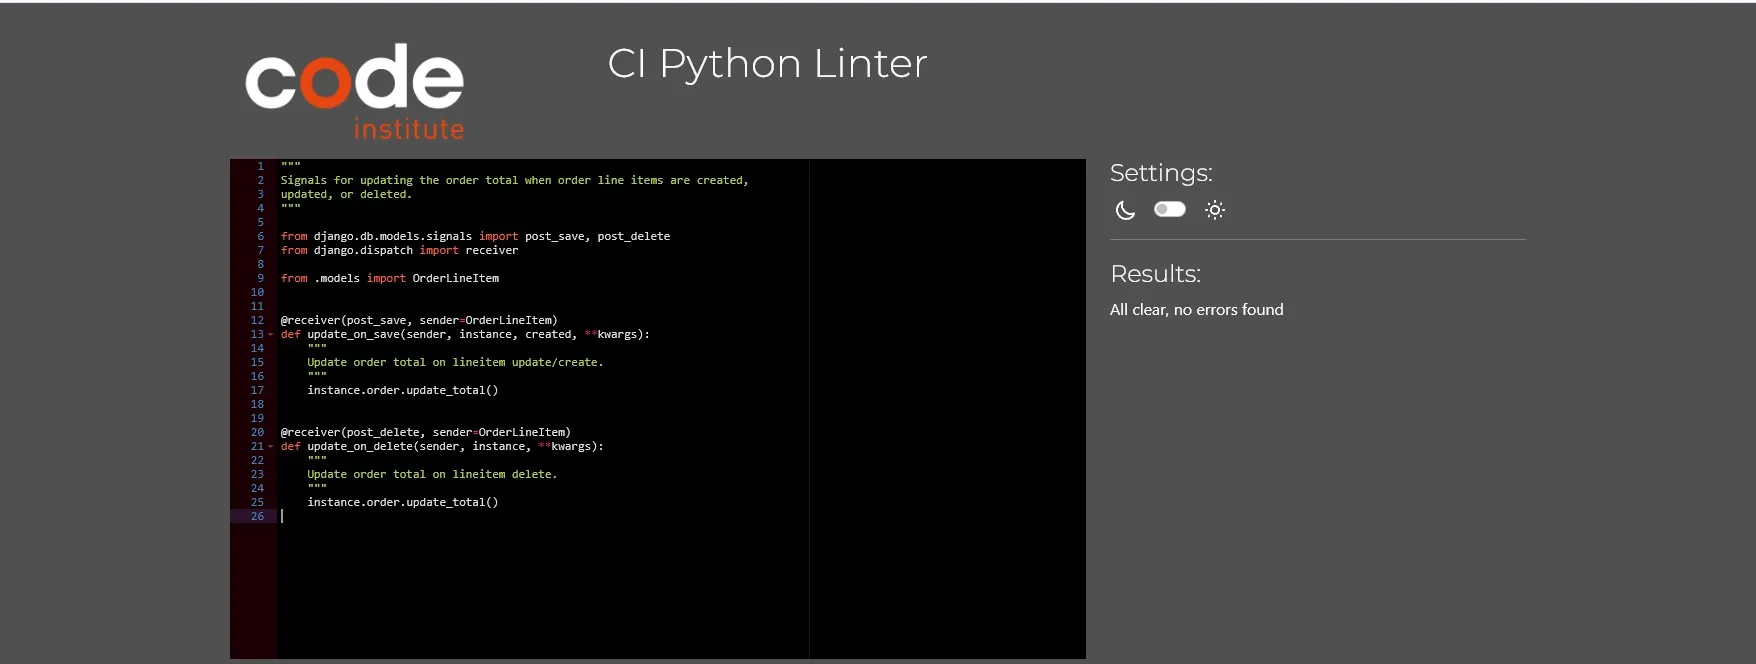 code
institute
CI Python Linter
1 """
2 Signals for updating the order total when order line items are created,
3 updated, or deleted.
4 """
5
6 from django.db.models.signals import post_save, post_delete
7 from django.dispatch import receiver
8
9 from .models import OrderLineItem
10
11
12 @receiver(post_save, sender=OrderLineItem)
13 def update_on_save(sender, instance, created, **kwargs):
14     """
15     Update order total on lineitem update/create.
16     """
17     instance.order.update_total()
18
19
20 @receiver(post_delete, sender=OrderLineItem)
21 def update_on_delete(sender, instance, **kwargs):
22     """
23     Update order total on lineitem delete.
24     """
25     instance.order.update_total()
26
Settings:
Results:
All clear, no errors found